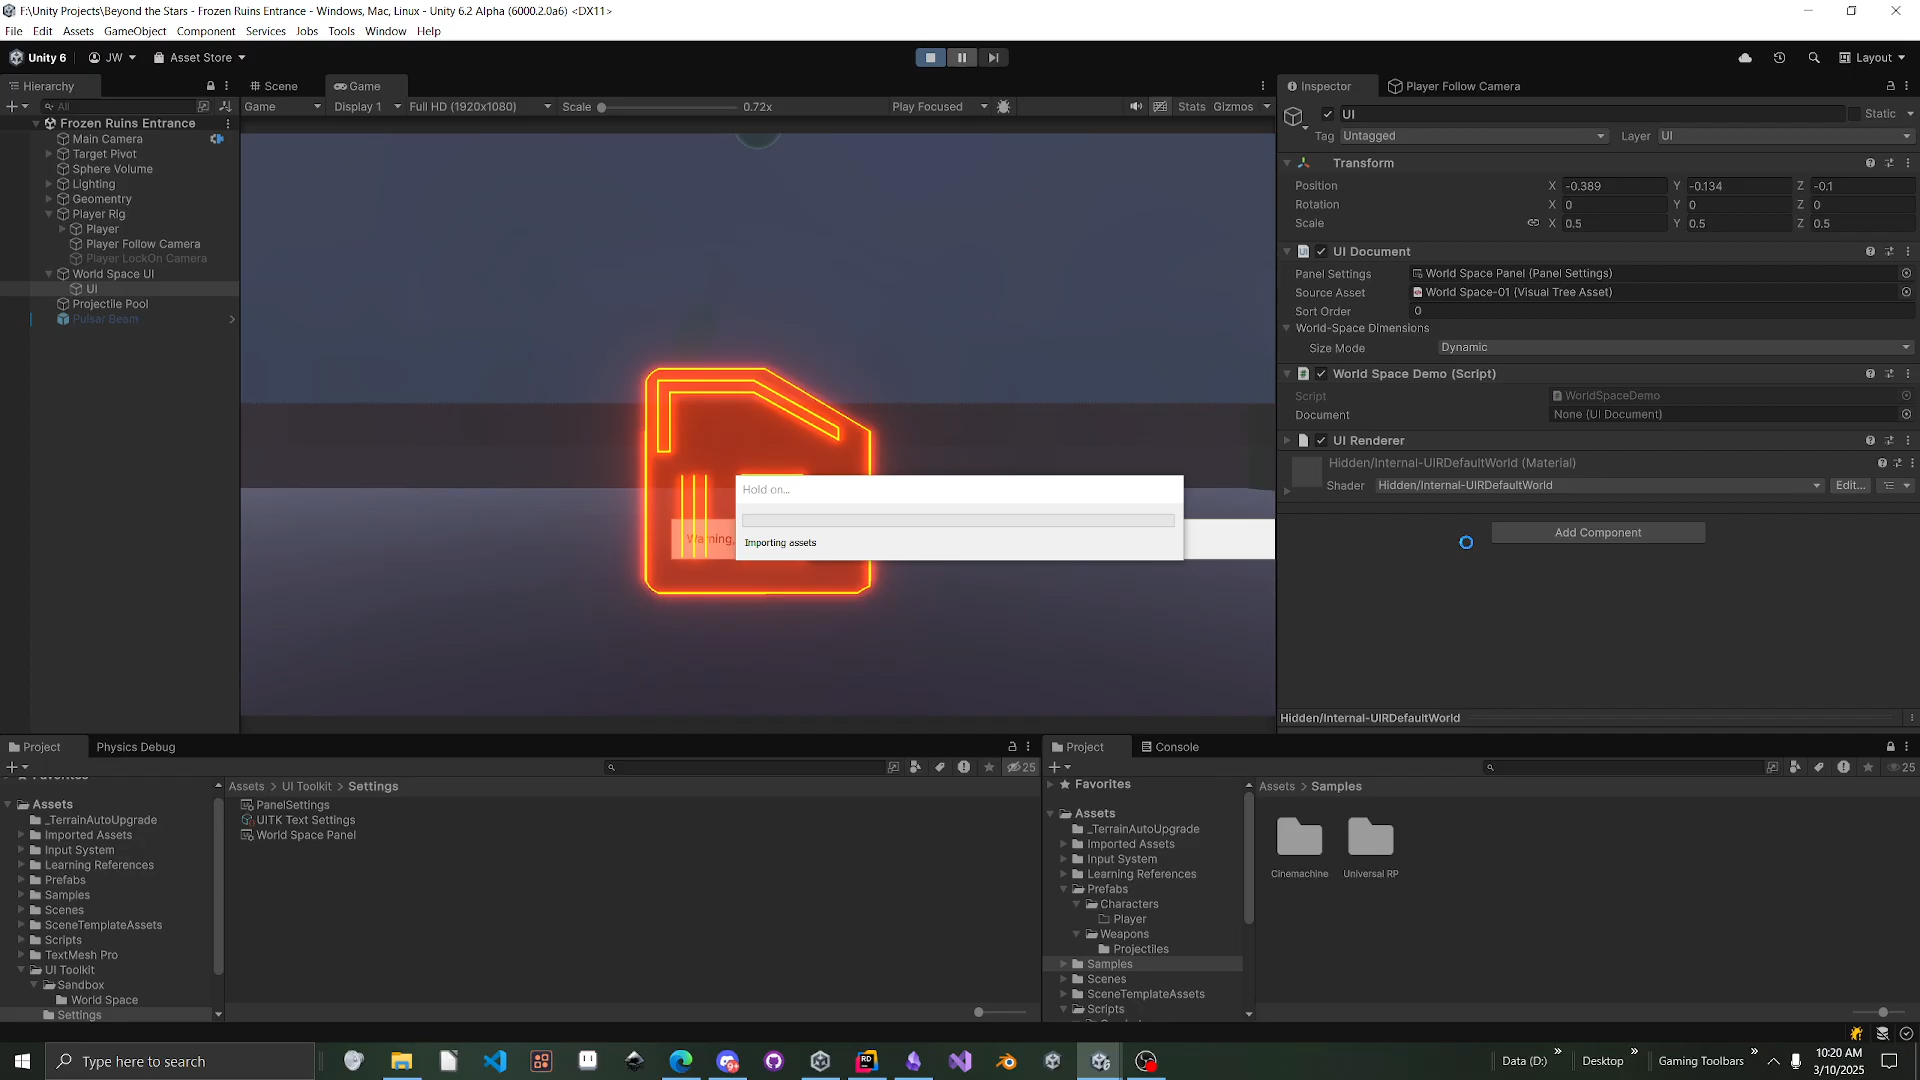 F:\Unity Projects\Beyond the Stars - Frozen Ruins Entrance - Windows, Mac, Linux - Unity 6.2 Alpha (6000.2.0a6) <DX11>
File Edit Assets GameObject Component Services Jobs Tools Window Help
Unity 6 JW Asset Store Layout
Hierarchy
All
Frozen Ruins Entrance
Main Camera
Target Pivot
Sphere Volume
Lighting
Geomentry
Player Rig
Player
Player Follow Camera
Player LockOn Camera
World Space UI
UI
Projectile Pool
Pulsar Beam
Scene Game
Game Display 1 Full HD (1920x1080) Scale 0.72x Play Focused Stats Gizmos
Warning,
Hold on...
Importing assets
Inspector Player Follow Camera
UI Static
Tag Untagged Layer UI
Transform
Position X -0.389 Y -0.134 Z -0.1
Rotation X 0 Y 0 Z 0
Scale X 0.5 Y 0.5 Z 0.5
UI Document
Panel Settings World Space Panel (Panel Settings)
Source Asset World Space-01 (Visual Tree Asset)
Sort Order 0
World-Space Dimensions
Size Mode Dynamic
World Space Demo (Script)
Script WorldSpaceDemo
Document None (UI Document)
UI Renderer
Hidden/Internal-UIRDefaultWorld (Material)
Shader Hidden/Internal-UIRDefaultWorld Edit...
Add Component
Hidden/Internal-UIRDefaultWorld
Project Physics Debug
25
Favorites
Assets
_TerrainAutoUpgrade
Imported Assets
Input System
Learning References
Prefabs
Samples
Scenes
SceneTemplateAssets
Scripts
TextMesh Pro
UI Toolkit
Sandbox
World Space
Settings
Assets > UI Toolkit > Settings
PanelSettings
UITK Text Settings
World Space Panel
Project Console
25
Favorites
Assets
_TerrainAutoUpgrade
Imported Assets
Input System
Learning References
Prefabs
Characters
Player
Weapons
Projectiles
Samples
Scenes
SceneTemplateAssets
Scripts
Assets > Samples
Cinemachine Universal RP
Type here to search
Data (D:) Desktop Gaming Toolbars
10:20 AM
3/10/2025